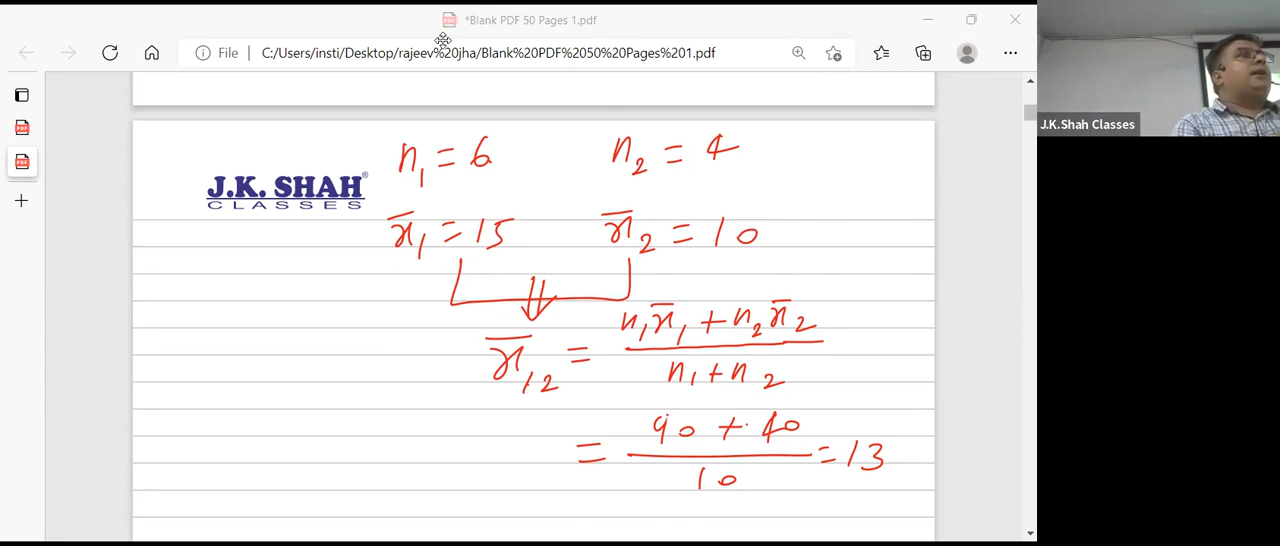 *Blank PDF 50 Pages 1.pdf
File C:/Users/insti/Desktop/rajeev%20jha/Blank%20PDF%2050%20Pages%201.pdf
J.K.Shah Classes
n₁ = 6 n₂ = 4
J.K. SHAH®
CLASSES
x̄₁ = 15 x̄₂ = 10
⇓
x̄₁₂ = (n₁x̄₁ + n₂x̄₂) / (n₁ + n₂)
= (90 + 40) / 10 = 13